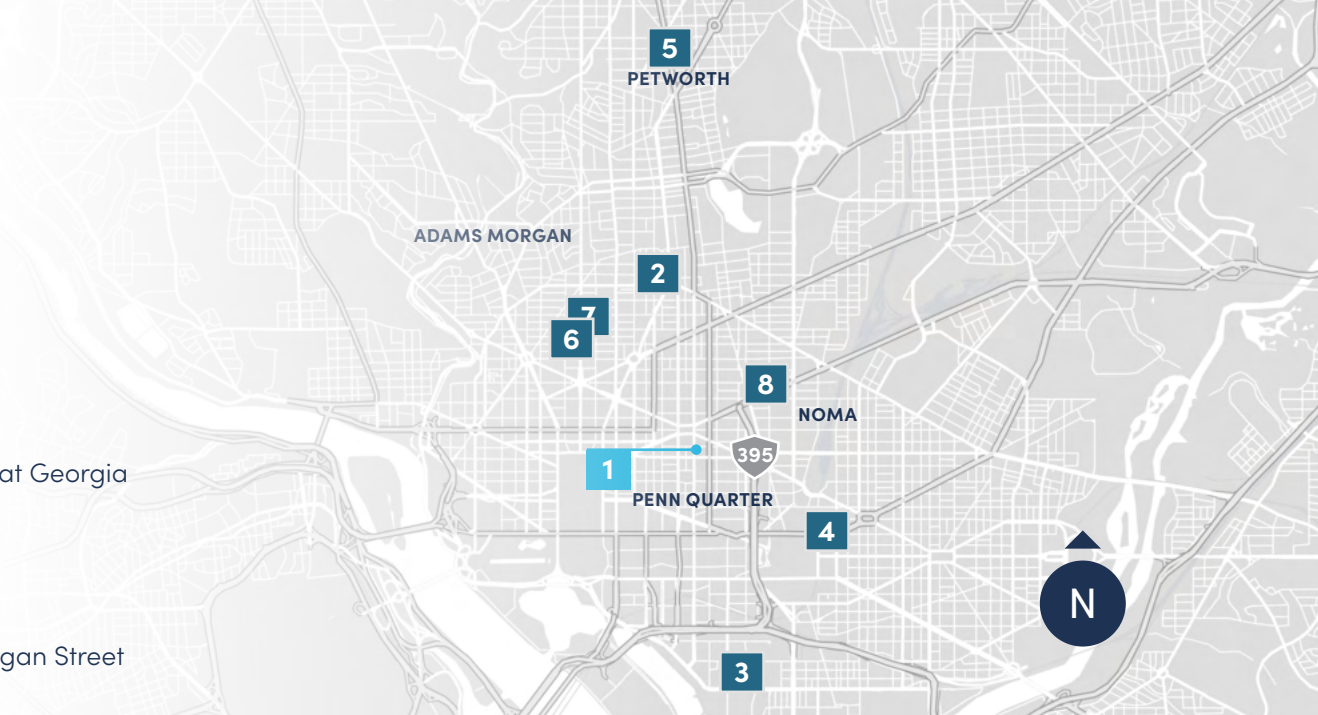 5
PETWORTH
ADAMS MORGAN
2
7
6
8
NOMA
395
1
at Georgia
PENN QUARTER
4
N
gan Street
3